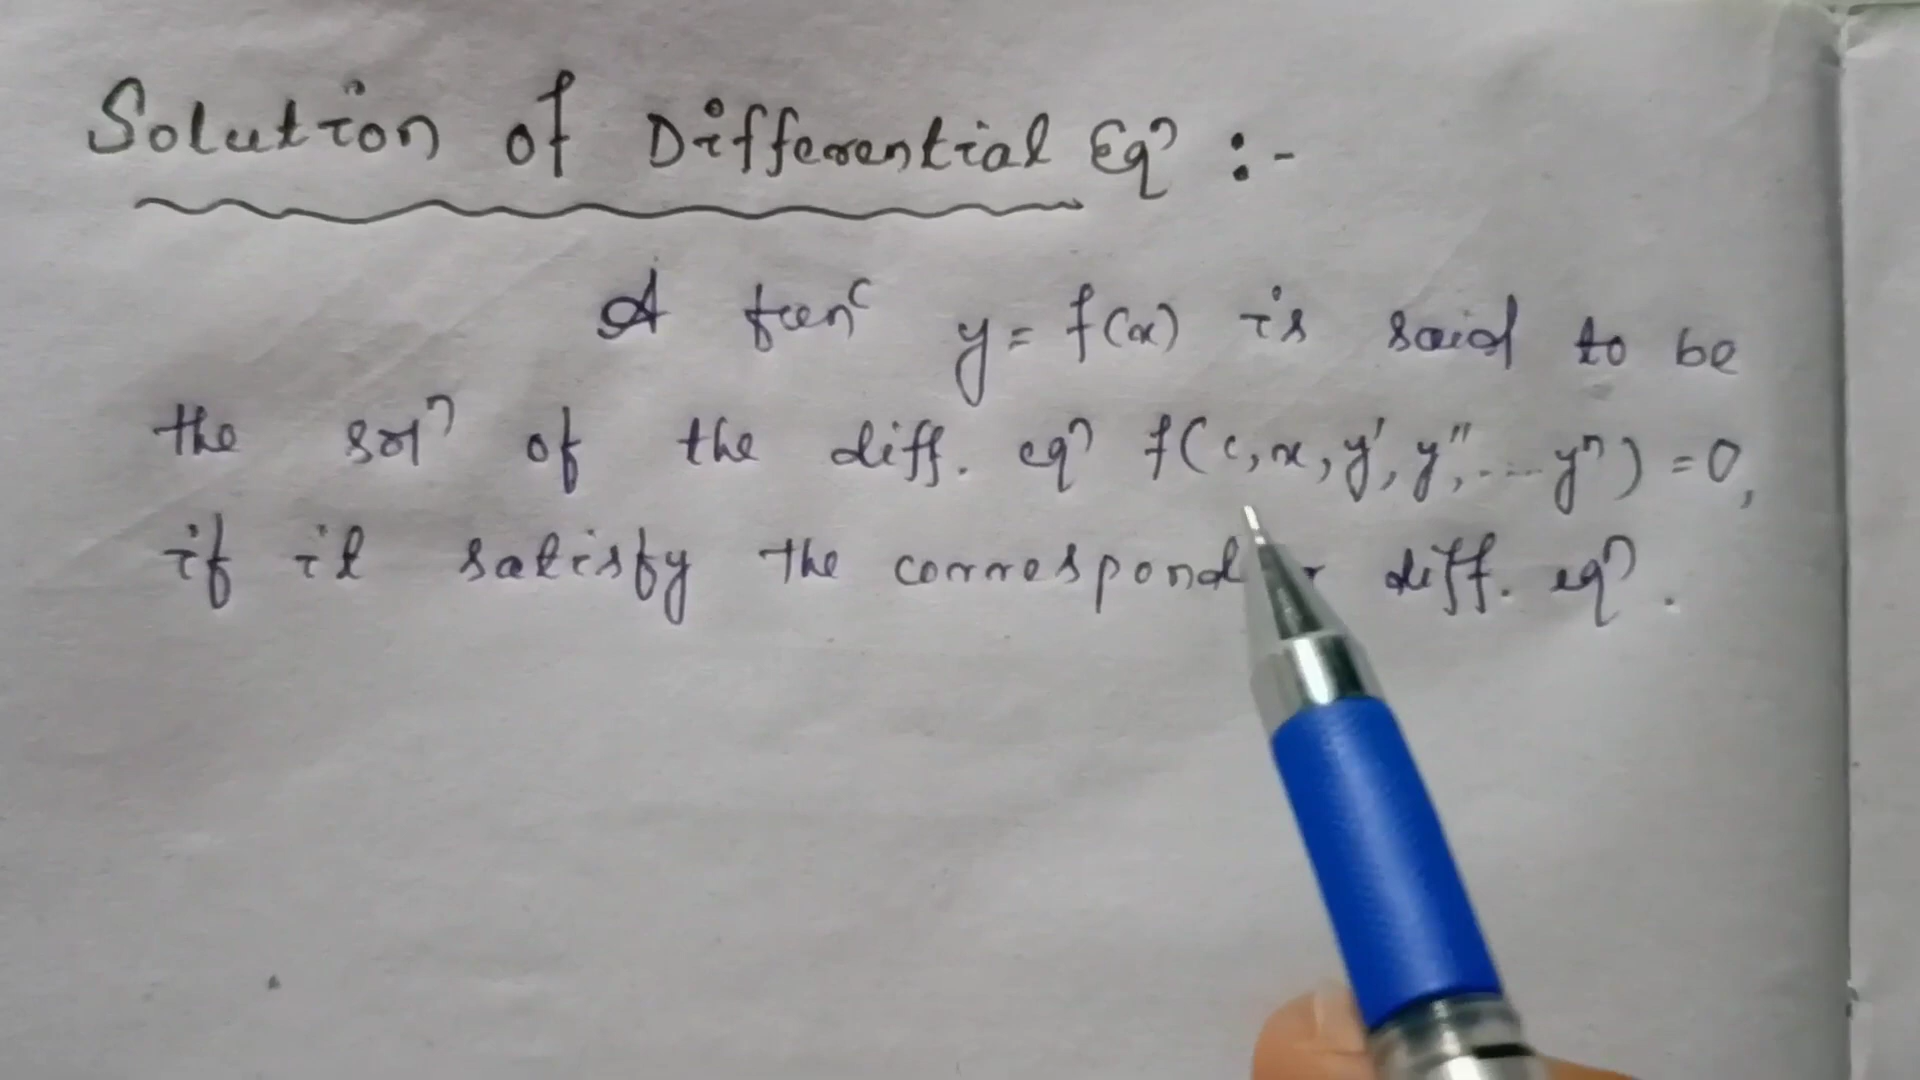 Solution of Differential Eqⁿ :-
A funᶜ y = f(x) is said to be
the solⁿ of the diff. eqⁿ f(c, x, y', y'', .... yⁿ) = 0,
if it satisfy the diff. eqⁿ.